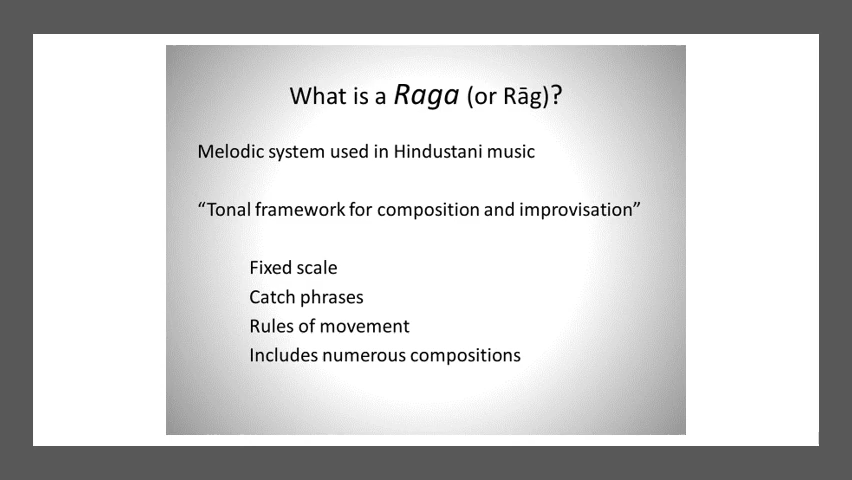 What is a Raga (or Rāg)?
Melodic system used in Hindustani music
“Tonal framework for composition and improvisation”
Fixed scale
Catch phrases
Rules of movement
Includes numerous compositions